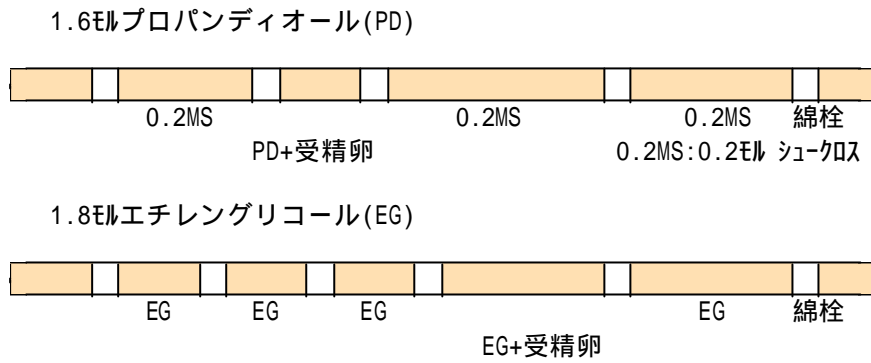 1.6ﾓﾙプロパンディオール(PD)
0.2MS 0.2MS 0.2MS 綿栓
PD+受精卵 0.2MS:0.2ﾓﾙ ｼｭｰｸﾛｽ
1.8ﾓﾙエチレングリコール(EG)
EG EG EG EG 綿栓
EG+受精卵